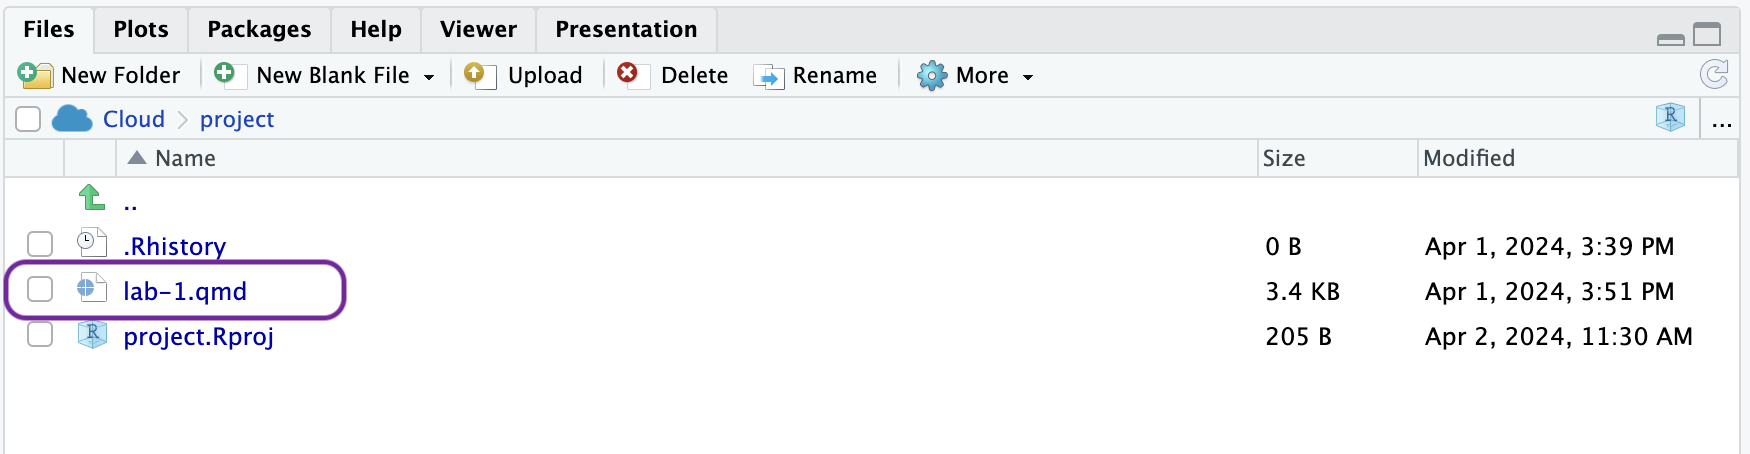 Files Plots Packages Help Viewer Presentation
New Folder New Blank File Upload Delete Rename More
Cloud project R ...
Name Size Modified
..
.Rhistory 0 B Apr 1, 2024, 3:39 PM
lab-1.qmd 3.4 KB Apr 1, 2024, 3:51 PM
R project.Rproj 205 B Apr 2, 2024, 11:30 AM